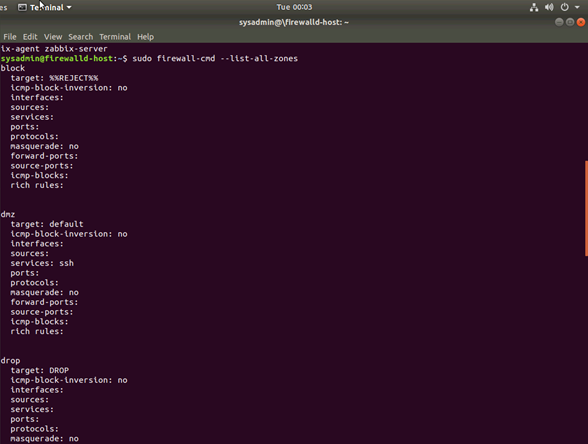 es Terminal Tue 00:03
sysadmin@\firewalld-host: ~
File Edit View Search Terminal Help
ix-agent zabbix-server
sysadmin@firewalld-host:~$ sudo firewall-cmd --list-all-zones
block
target: %%REJECT%%
icmp-block-inversion: no
interfaces:
sources:
services:
ports:
protocols:
masquerade: no
forward-ports:
source-ports:
icmp-blocks:
rich rules:
dmz
target: default
icmp-block-inversion: no
interfaces:
sources:
services: ssh
ports:
protocols:
masquerade: no
forward-ports:
source-ports:
icmp-blocks:
rich rules:
drop
target: DROP
icmp-block-inversion: no
interfaces:
sources:
services:
ports:
protocols:
masquerade: no